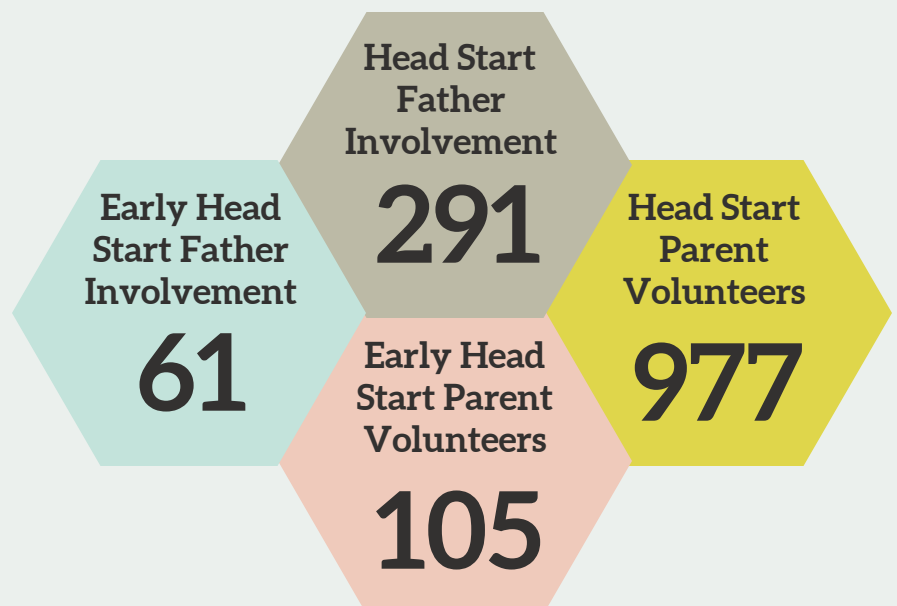 Head Start
Father
Involvement
291
Early Head
Start Father
Involvement
61
Head Start
Parent
Volunteers
977
Early Head
Start Parent
Volunteers
105